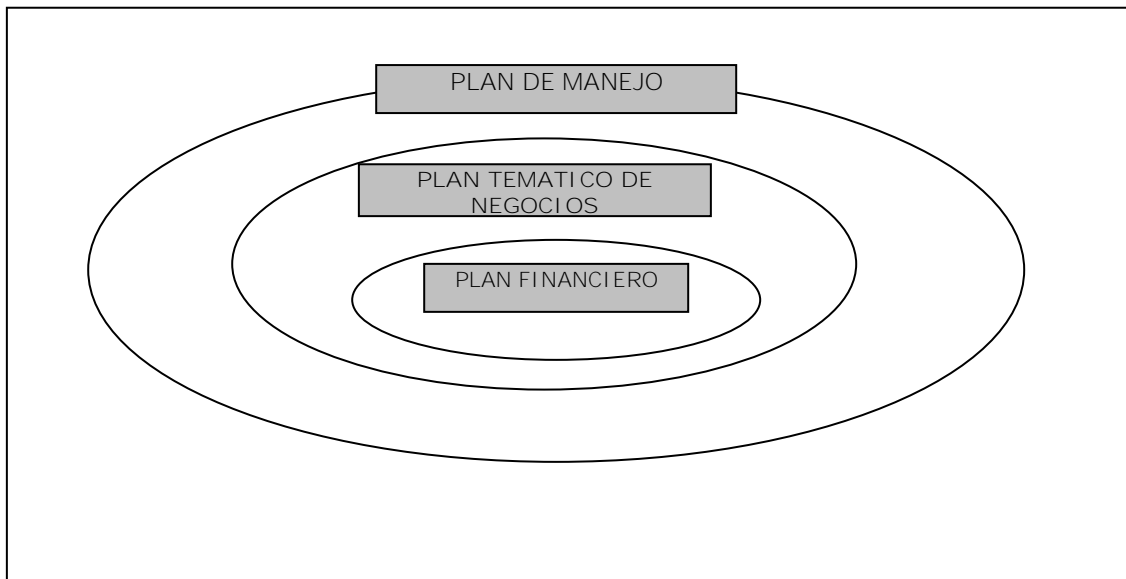 PLAN DE MANEJO
PLAN TEMATICO DE
NEGOCIOS
PLAN FINANCIERO